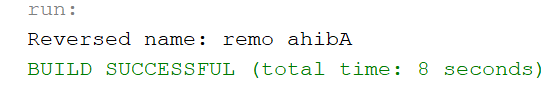 run:
Reversed name: remo ahibA
BUILD SUCCESSFUL (total time: 8 seconds)